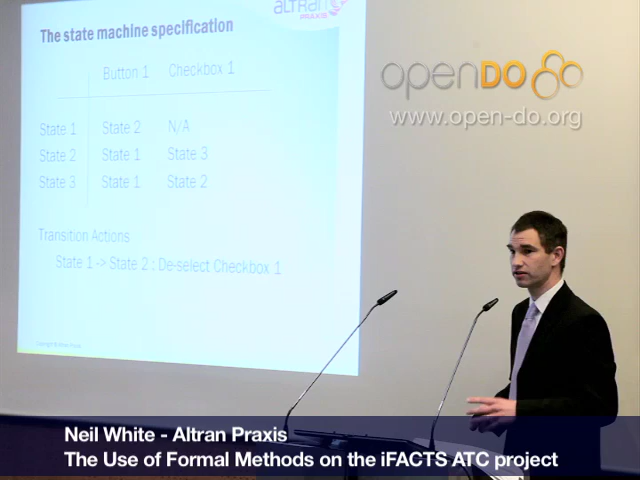 altran
PRAXIS
The state machine specification
Button 1 Checkbox 1
State 1 State 2 N/A
State 2 State 1 State 3
State 3 State 1 State 2
Transition Actions
State 1 -> State 2 : De-select Checkbox 1
openDO
www.open-do.org
Neil White - Altran Praxis
The Use of Formal Methods on the iFACTS ATC project